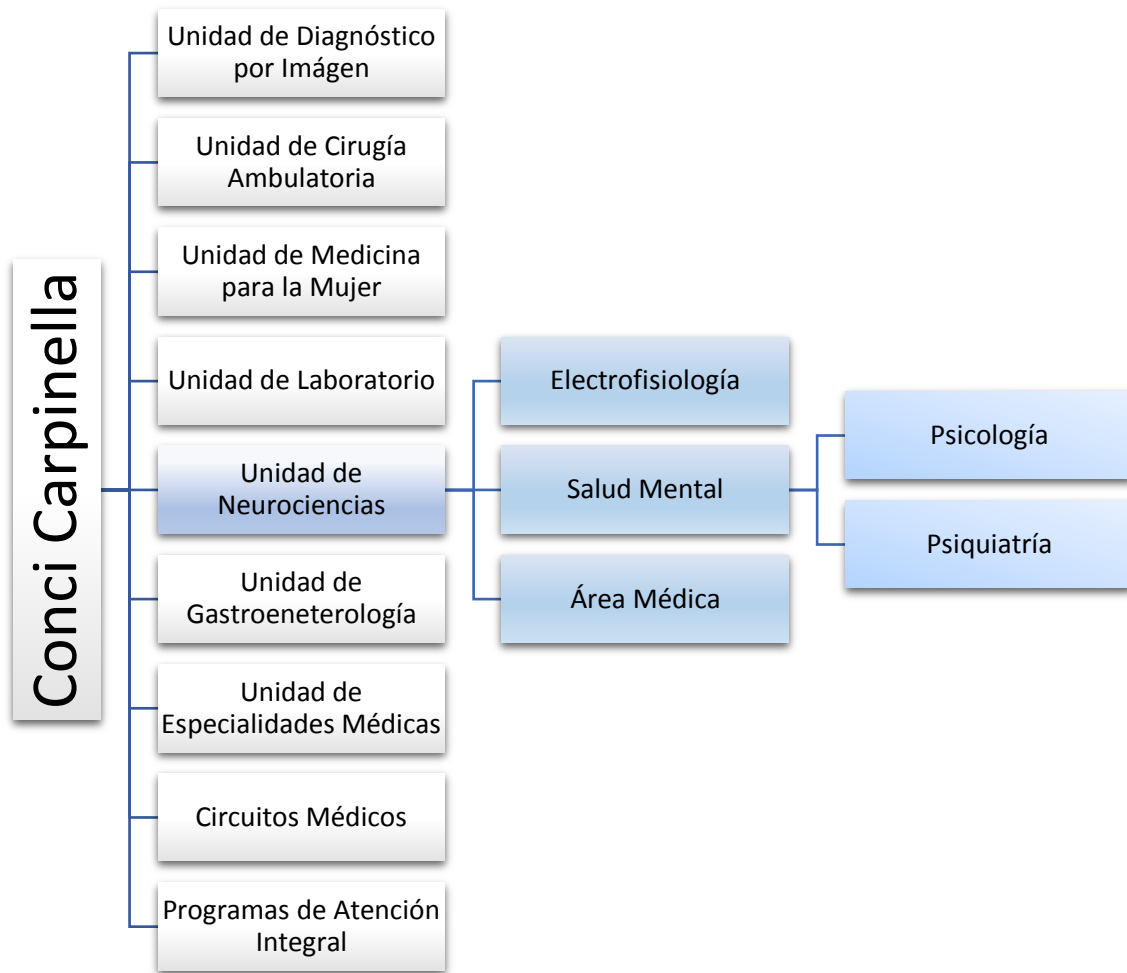 Conci Carpinella
Unidad de Diagnóstico
por Imágen
Unidad de Cirugía
Ambulatoria
Unidad de Medicina
para la Mujer
Unidad de Laboratorio
Unidad de
Neurociencias
Electrofisiología
Salud Mental
Psicología
Psiquiatría
Área Médica
Unidad de
Gastroeneterología
Unidad de
Especialidades Médicas
Circuitos Médicos
Programas de Atención
Integral